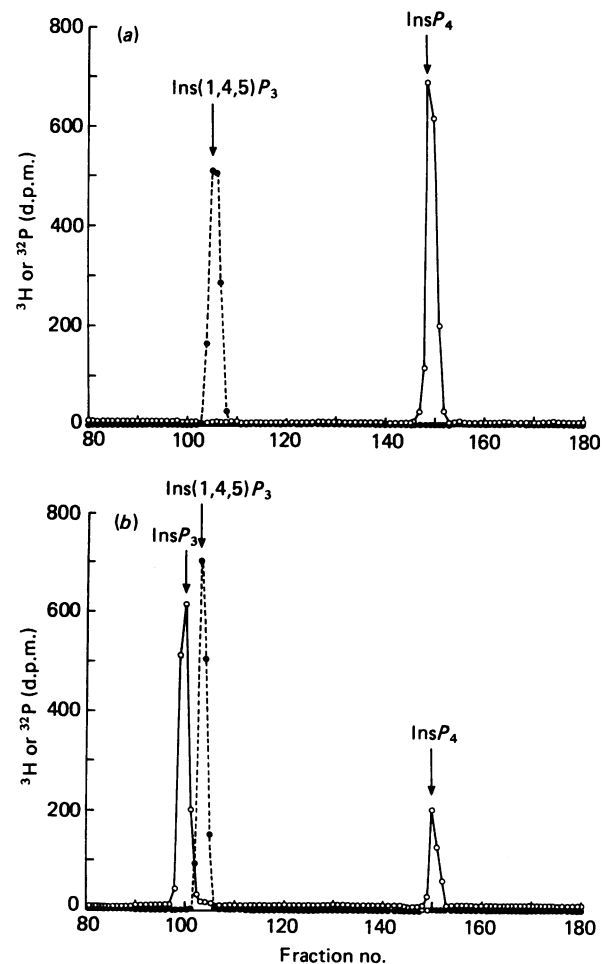 (a)
InsP₄
Ins(1,4,5)P₃
³H or ³²P (d.p.m.)
800
600
400
200
0
80 100 120 140 160 180
(b)
Ins(1,4,5)P₃
InsP₃
InsP₄
³H or ³²P (d.p.m.)
800
600
400
200
0
80 100 120 140 160 180
Fraction no.